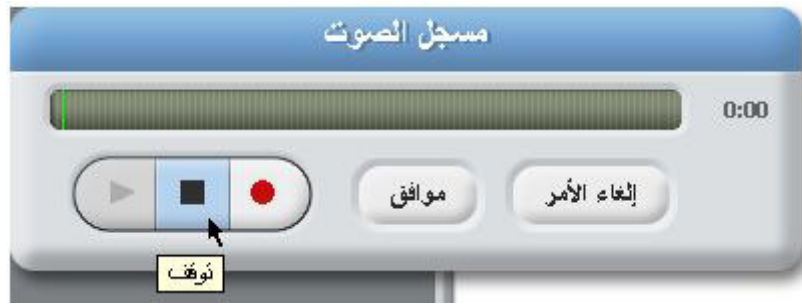 مسجل الصوت
0:00
إلغاء الأمر
موافق
توقف